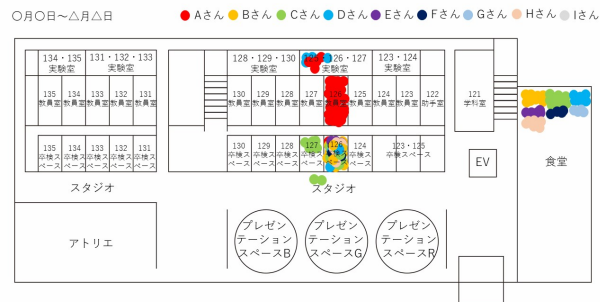 〇月〇日～△月△日
Aさん Bさん Cさん Dさん Eさん Fさん Gさん Hさん Iさん
134・135 131・132・133 128・129・130 126・127 123・124
実験室 実験室 実験室 実験室 実験室
135 134 133 132 131 130 129 128 127 126 125 124 123 122 121
教員室 教員室 教員室 教員室 教員室 教員室 教員室 教員室 教員室 教員室 教員室 教員室 教員室 助手室 学科室
135 134 133 132 131 130 129 128 127 126 124 123・125
卒検ス 卒検ス 卒検ス 卒検ス 卒検ス 卒検ス 卒検ス 卒検ス 卒検ス 卒検ス 卒検スペース
ペース ペース ペース ペース ペース ペース ペース ペース ペース ペース
EV
食堂
スタジオ スタジオ
アトリエ
プレゼン プレゼン プレゼン
テーション テーション テーション
スペースB スペースG スペースR